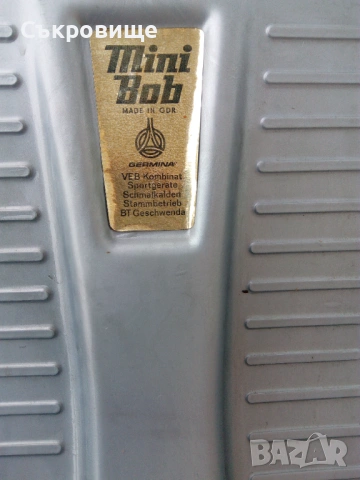 Съкровище
Mini
Bob
MADE IN GDR
GERMINA
VEB-Kombinat
Sportgeräte
Schmalkalden
Stammbetrieb
BT Geschwenda
BAZAR